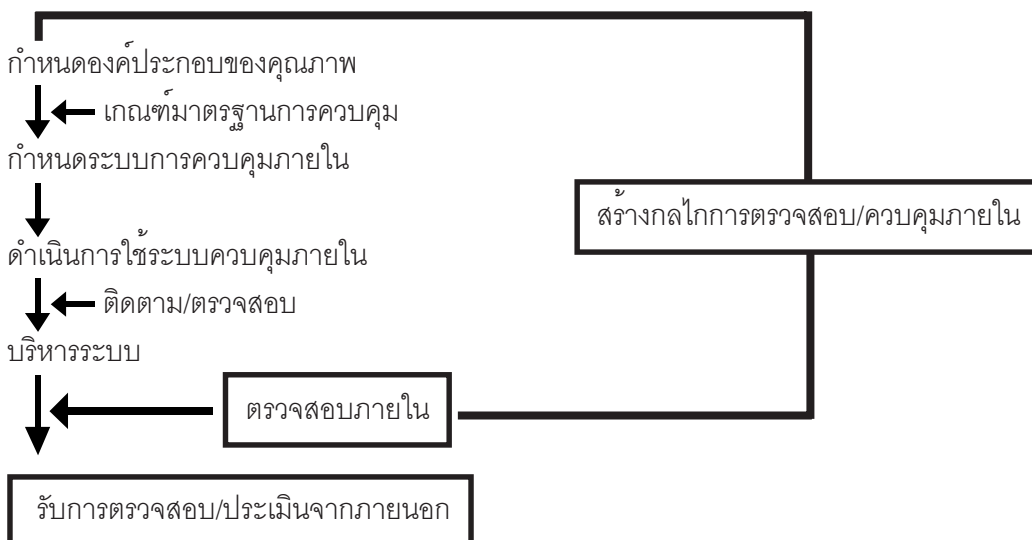 กำหนดองค์ประกอบของคุณภาพ
เกณฑ์มาตรฐานการควบคุม
กำหนดระบบการควบคุมภายใน
สร้างกลไกการตรวจสอบ/ควบคุมภายใน
ดำเนินการใช้ระบบควบคุมภายใน
ติดตาม/ตรวจสอบ
บริหารระบบ
ตรวจสอบภายใน
รับการตรวจสอบ/ประเมินจากภายนอก